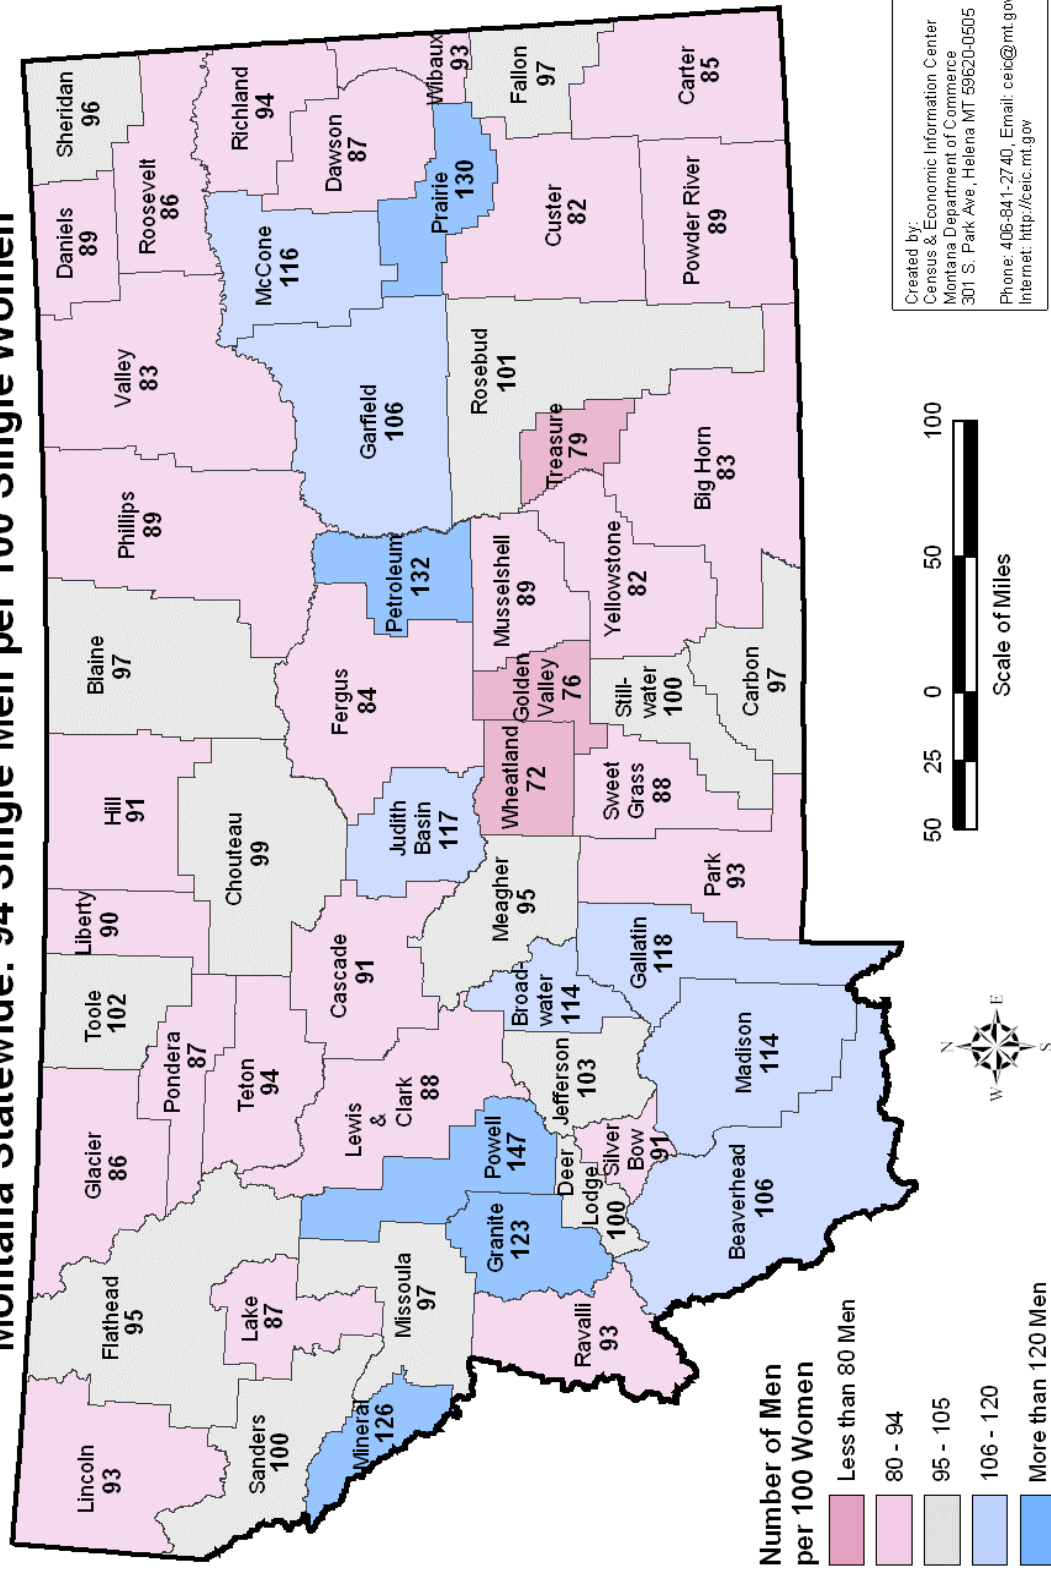 Montana Statewide: 94 Single Men per 100 Single Women
Lincoln
93
Flathead
95
Glacier
86
Toole
102
Liberty
90
Hill
91
Blaine
97
Phillips
89
Valley
83
Daniels
89
Sheridan
96
Roosevelt
86
Richland
94
Sanders
100
Lake
87
Pondera
87
Teton
94
Chouteau
99
Fergus
84
Petroleum
132
Garfield
106
McCone
116
Dawson
87
Wibaux
93
Prairie
130
Mineral
126
Missoula
97
Lewis
&
Clark
88
Cascade
91
Judith
Basin
117
Powell
147
Granite
123
Ravalli
93
Deer
Lodge
100
Silver
Bow
91
Jefferson
103
Broad-
water
114
Meagher
95
Wheatland
72
Golden
Valley
76
Musselshell
89
Rosebud
101
Treasure
79
Custer
82
Fallon
97
Beaverhead
106
Madison
114
Gallatin
118
Park
93
Sweet
Grass
88
Still-
water
100
Yellowstone
82
Carbon
97
Big Horn
83
Powder River
89
Carter
85
Number of Men
per 100 Women
Less than 80 Men
80 - 94
95 - 105
106 - 120
More than 120 Men
N
W
E
S
50
25
0
50
100
Scale of Miles
Created by:
Census & Economic Information Center
Montana Department of Commerce
301 S. Park Ave, Helena MT 59620-0505
Phone: 406-841-2740, Email: ceic@mt.gov
Internet: http://ceic.mt.gov